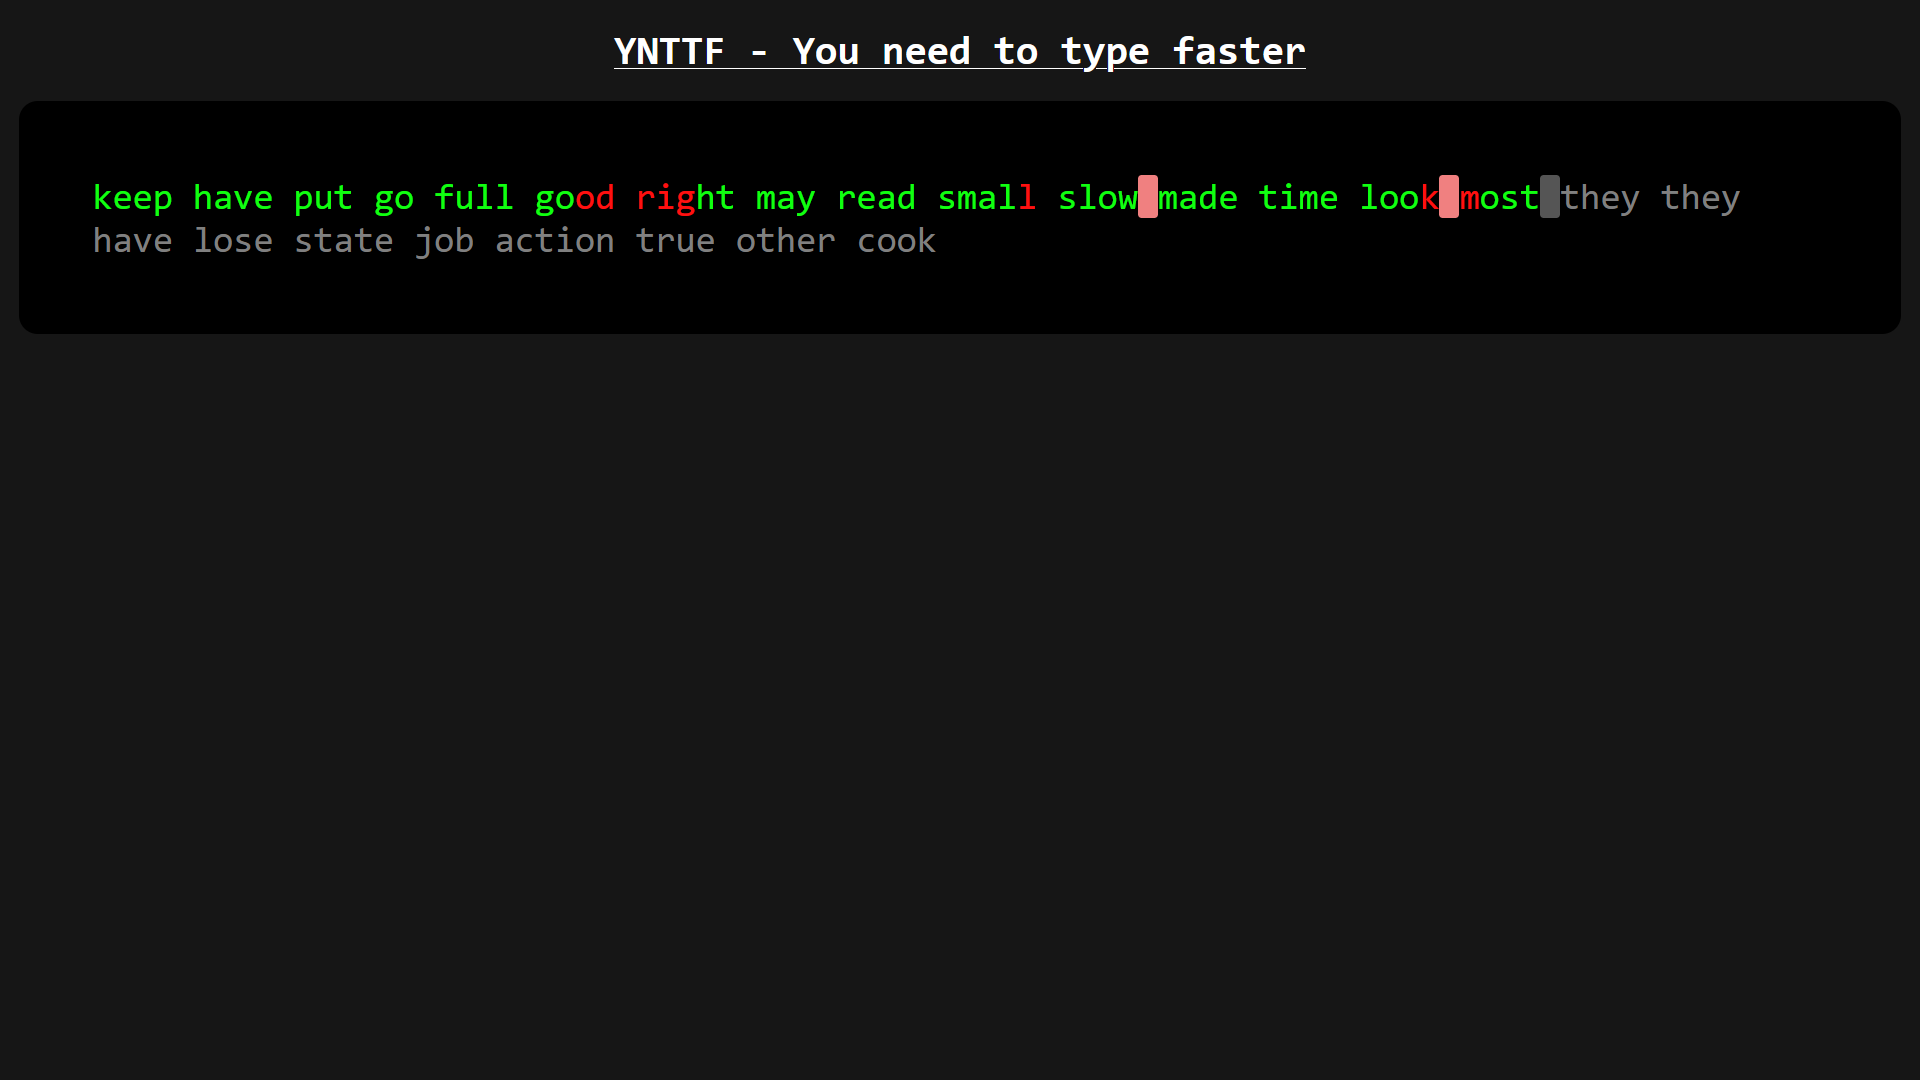 YNTTF - You need to type faster
keep have put go full good right may read small slow made time look most they they
have lose state job action true other cook